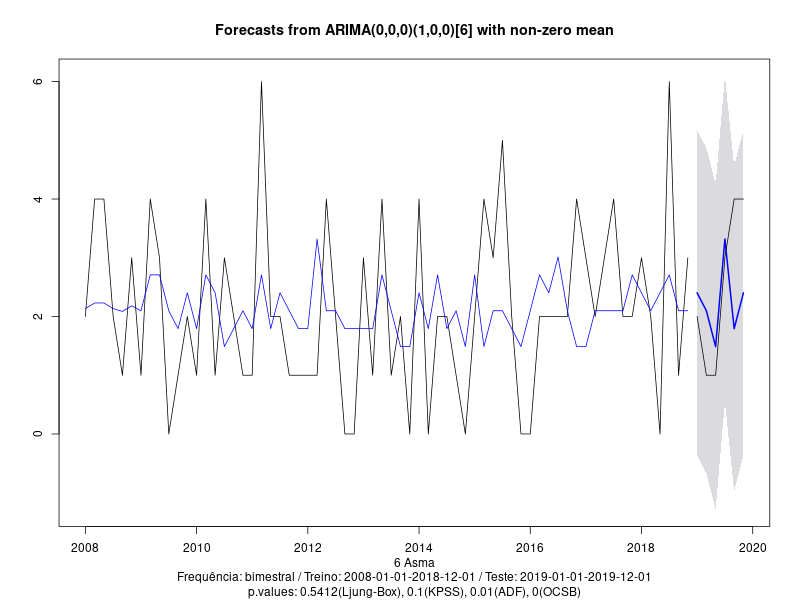 Forecasts from ARIMA(0,0,0)(1,0,0)[6] with non-zero mean
6
4
2
0
2008 2010 2012 2014 2016 2018 2020
6 Asma
Frequência: bimestral / Treino: 2008-01-01-2018-12-01 / Teste: 2019-01-01-2019-12-01
p.values: 0.5412(Ljung-Box), 0.1(KPSS), 0.01(ADF), 0(OCSB)